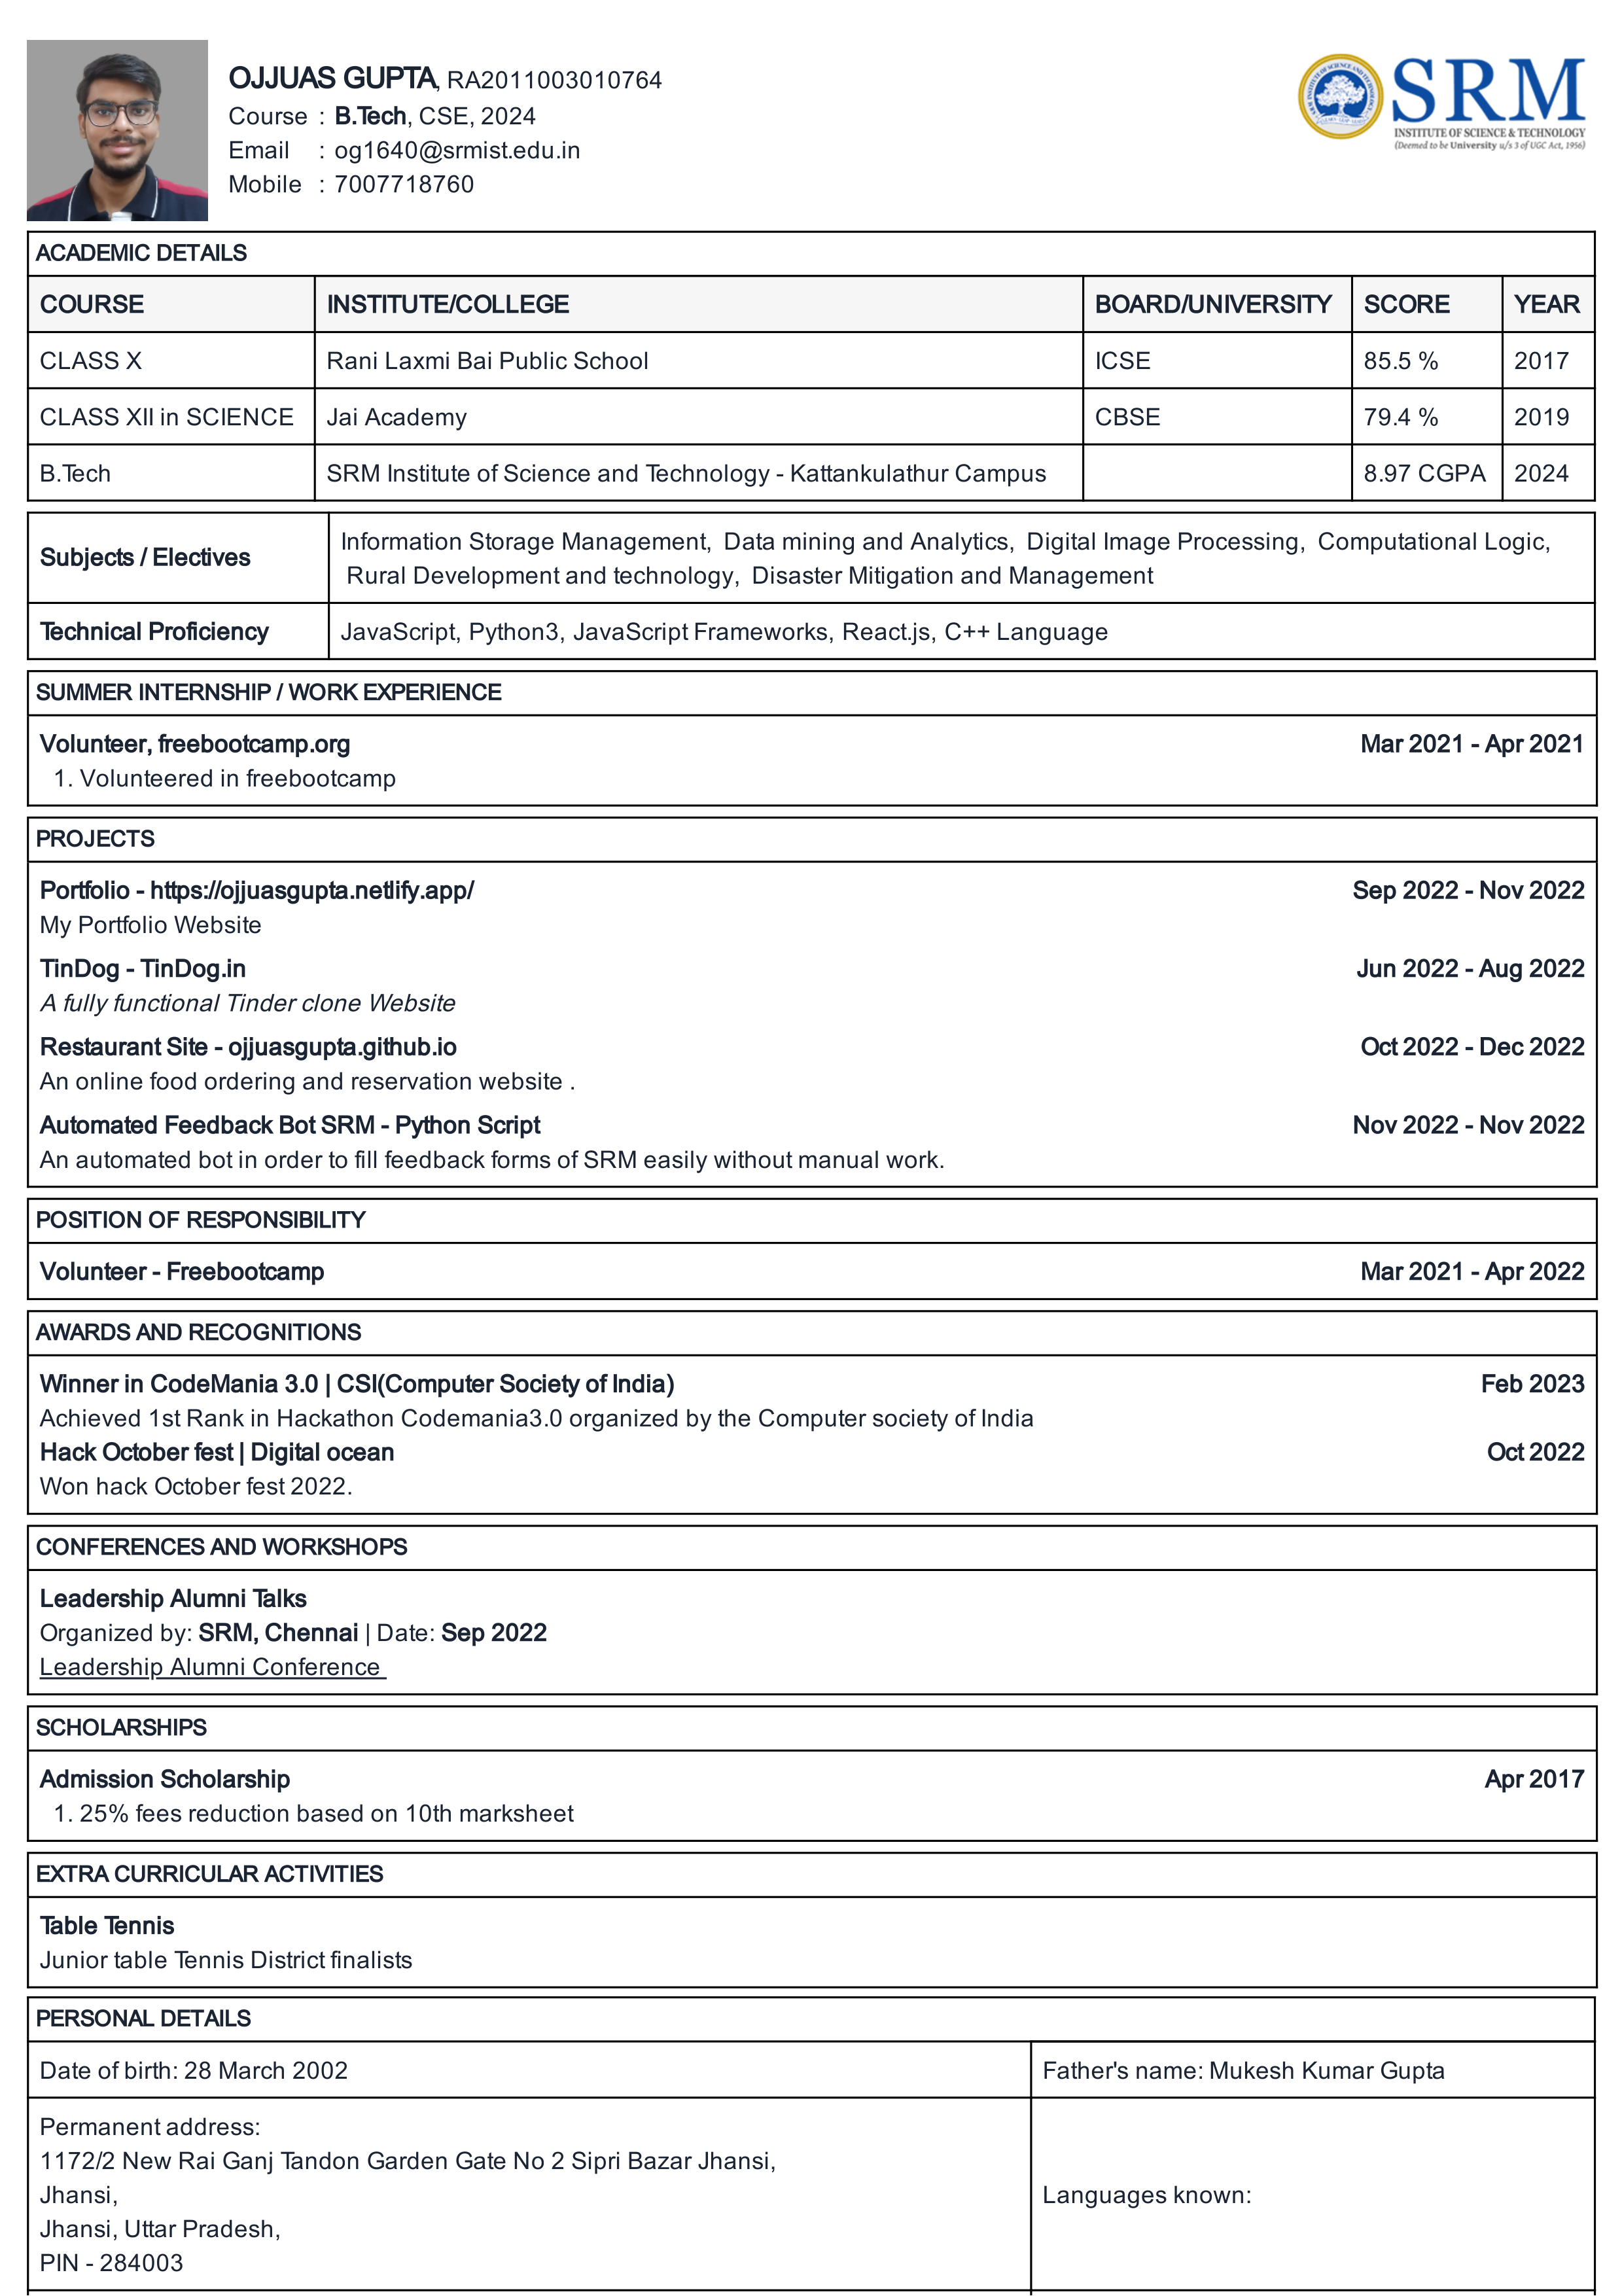 OJJUAS GUPTA, RA2011003010764
Course : B.Tech, CSE, 2024
Email : og1640@srmist.edu.in
Mobile : 7007718760
SRM
INSTITUTE OF SCIENCE & TECHNOLOGY
(Deemed to be University u/s 3 of UGC Act, 1956)
ACADEMIC DETAILS
COURSE INSTITUTE/COLLEGE BOARD/UNIVERSITY SCORE YEAR
CLASS X Rani Laxmi Bai Public School ICSE 85.5 % 2017
CLASS XII in SCIENCE Jai Academy CBSE 79.4 % 2019
B.Tech SRM Institute of Science and Technology - Kattankulathur Campus 8.97 CGPA 2024
Subjects / Electives
Information Storage Management, Data mining and Analytics, Digital Image Processing, Computational Logic,
Rural Development and technology, Disaster Mitigation and Management
Technical Proficiency JavaScript, Python3, JavaScript Frameworks, React.js, C++ Language
SUMMER INTERNSHIP / WORK EXPERIENCE
Volunteer, freebootcamp.org Mar 2021 - Apr 2021
1. Volunteered in freebootcamp
PROJECTS
Portfolio - https://ojjuasgupta.netlify.app/ Sep 2022 - Nov 2022
My Portfolio Website
TinDog - TinDog.in Jun 2022 - Aug 2022
A fully functional Tinder clone Website
Restaurant Site - ojjuasgupta.github.io Oct 2022 - Dec 2022
An online food ordering and reservation website .
Automated Feedback Bot SRM - Python Script Nov 2022 - Nov 2022
An automated bot in order to fill feedback forms of SRM easily without manual work.
POSITION OF RESPONSIBILITY
Volunteer - Freebootcamp Mar 2021 - Apr 2022
AWARDS AND RECOGNITIONS
Winner in CodeMania 3.0 | CSI(Computer Society of India) Feb 2023
Achieved 1st Rank in Hackathon Codemania3.0 organized by the Computer society of India
Hack October fest | Digital ocean Oct 2022
Won hack October fest 2022.
CONFERENCES AND WORKSHOPS
Leadership Alumni Talks
Organized by: SRM, Chennai | Date: Sep 2022
Leadership Alumni Conference
SCHOLARSHIPS
Admission Scholarship Apr 2017
1. 25% fees reduction based on 10th marksheet
EXTRA CURRICULAR ACTIVITIES
Table Tennis
Junior table Tennis District finalists
PERSONAL DETAILS
Date of birth: 28 March 2002 Father's name: Mukesh Kumar Gupta
Permanent address:
1172/2 New Rai Ganj Tandon Garden Gate No 2 Sipri Bazar Jhansi,
Jhansi,
Jhansi, Uttar Pradesh,
PIN - 284003
Languages known: